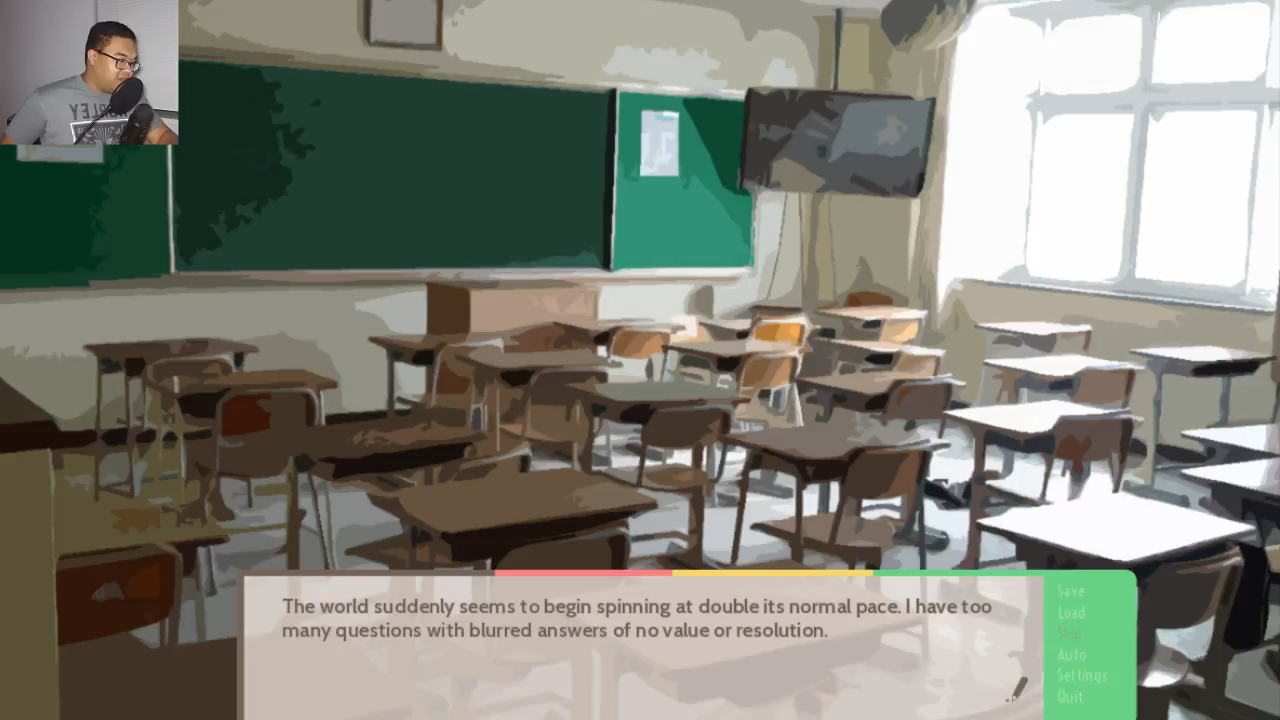 The world suddenly seems to begin spinning at double its normal pace. I have too
many questions with blurred answers of no value or resolution.
Save
Load
Skip
Auto
Settings
Quit